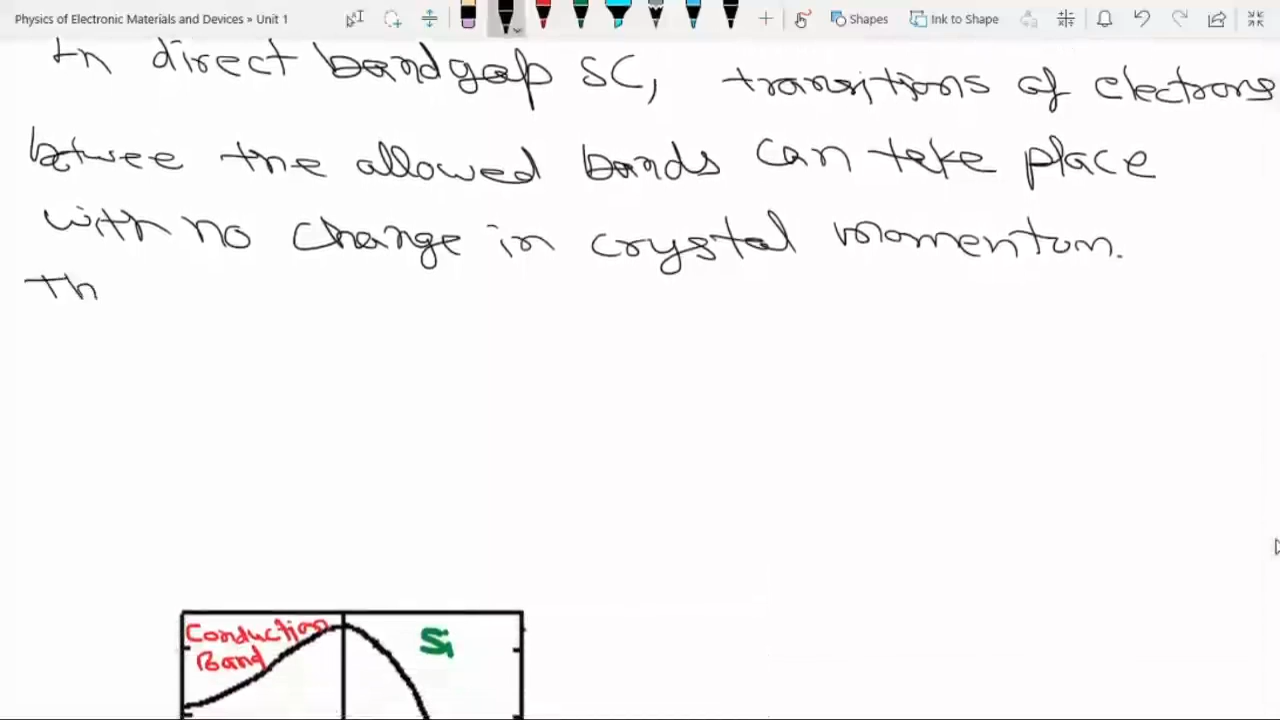 Physics of Electronic Materials and Devices » Unit 1
Shapes
Ink to Shape
In direct bandgap SC, transitions of electrons
betwee the allowed bands can take place
with no change in crystal momentum.
Th
Conduction
Band
Si